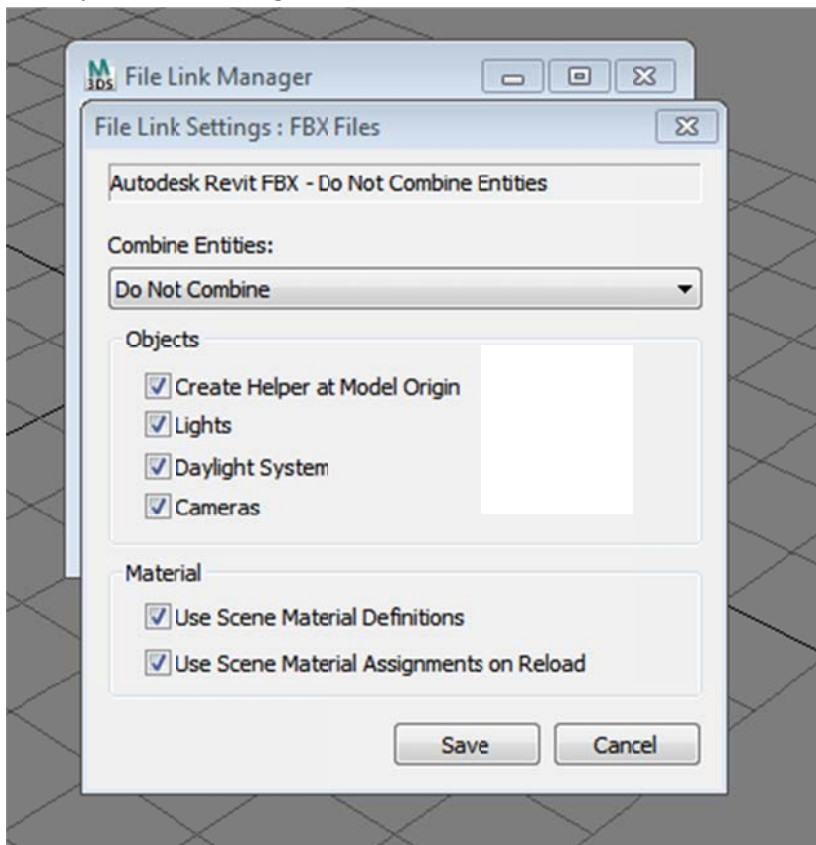 M
3DS
File Link Manager
File Link Settings : FBX Files
Autodesk Revit FBX - Do Not Combine Entities
Combine Entities:
Do Not Combine
Objects
Create Helper at Model Origin
Lights
Daylight System
Cameras
Material
Use Scene Material Definitions
Use Scene Material Assignments on Reload
Save Cancel